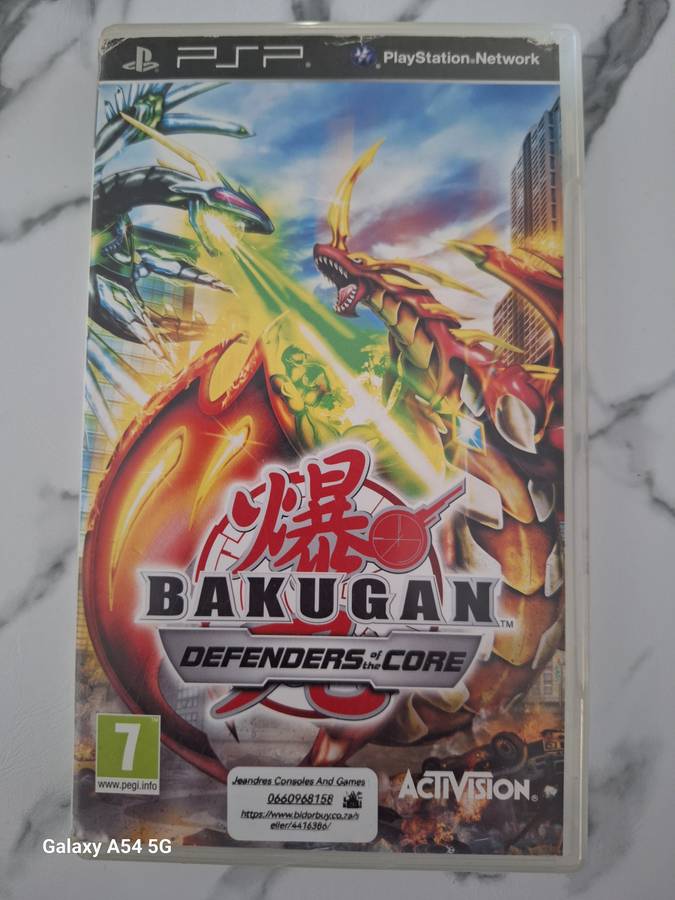 PSP
PlayStation®Network
爆
BAKUGAN™
DEFENDERS of the CORE
7
www.pegi.info
Jeandres Consoles And Games
0660968158
https://www.bidorbuy.co.za/s
eller/4416386/
ACTIVISION®
Galaxy A54 5G